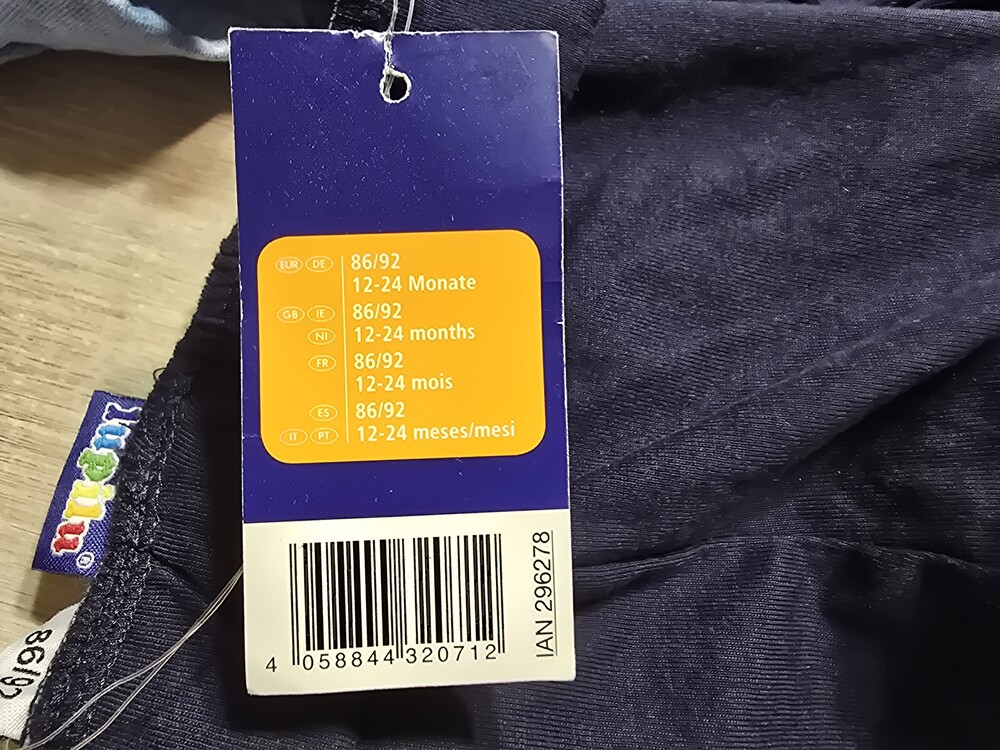 EUR DE 86/92
12-24 Monate
GB IE 86/92
NI 12-24 months
FR 86/92
12-24 mois
ES 86/92
IT PT 12-24 meses/mesi
lupilu®
86/92
4 058844 320712
IAN 296278